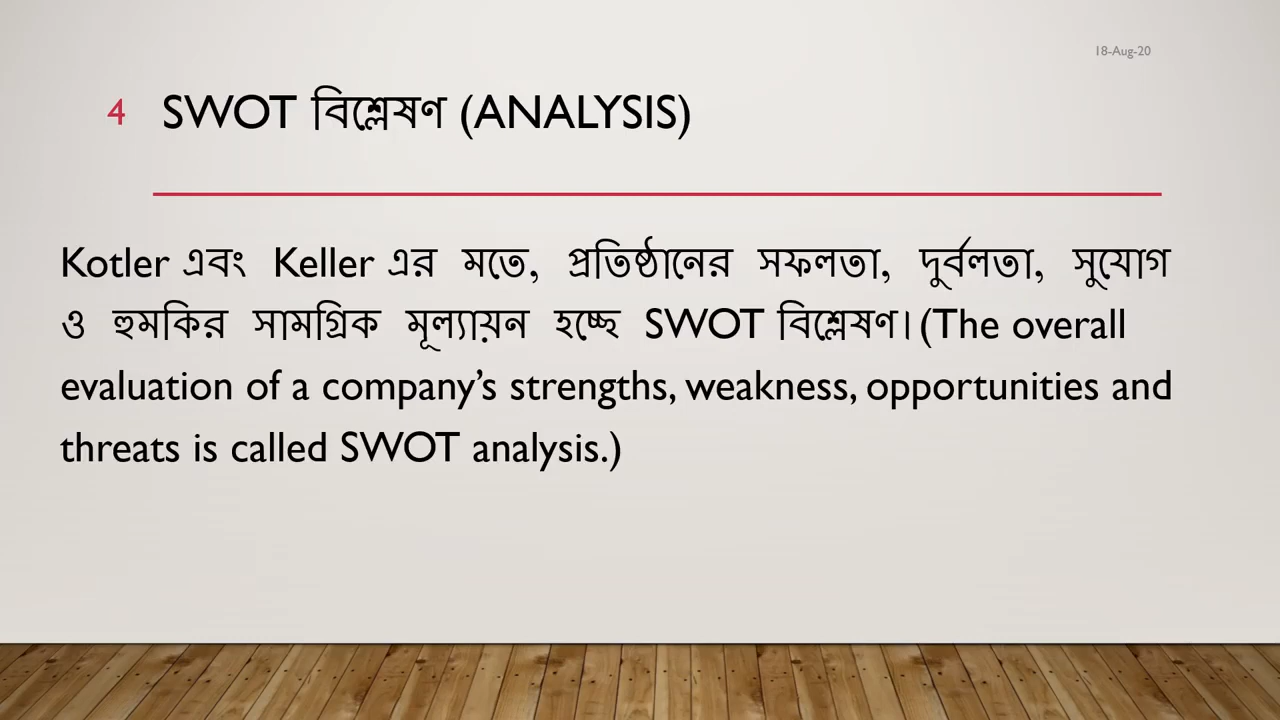 18-Aug-20
4 SWOT বিশ্লেষণ (ANALYSIS)
Kotler এবং Keller এর মতে, প্রতিষ্ঠানের সফলতা, দুর্বলতা, সুযোগ
ও হুমকির সামগ্রিক মূল্যায়ন হচ্ছে SWOT বিশ্লেষণ। (The overall
evaluation of a company’s strengths, weakness, opportunities and
threats is called SWOT analysis.)